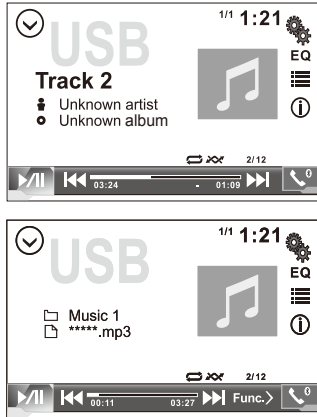 USB
1/1 1:21
EQ
Track 2
Unknown artist
Unknown album
2/12
03:24 - 01:09
0
USB
1/1 1:21
EQ
Music 1
*****.mp3
2/12
00:11 03:27 Func.
0